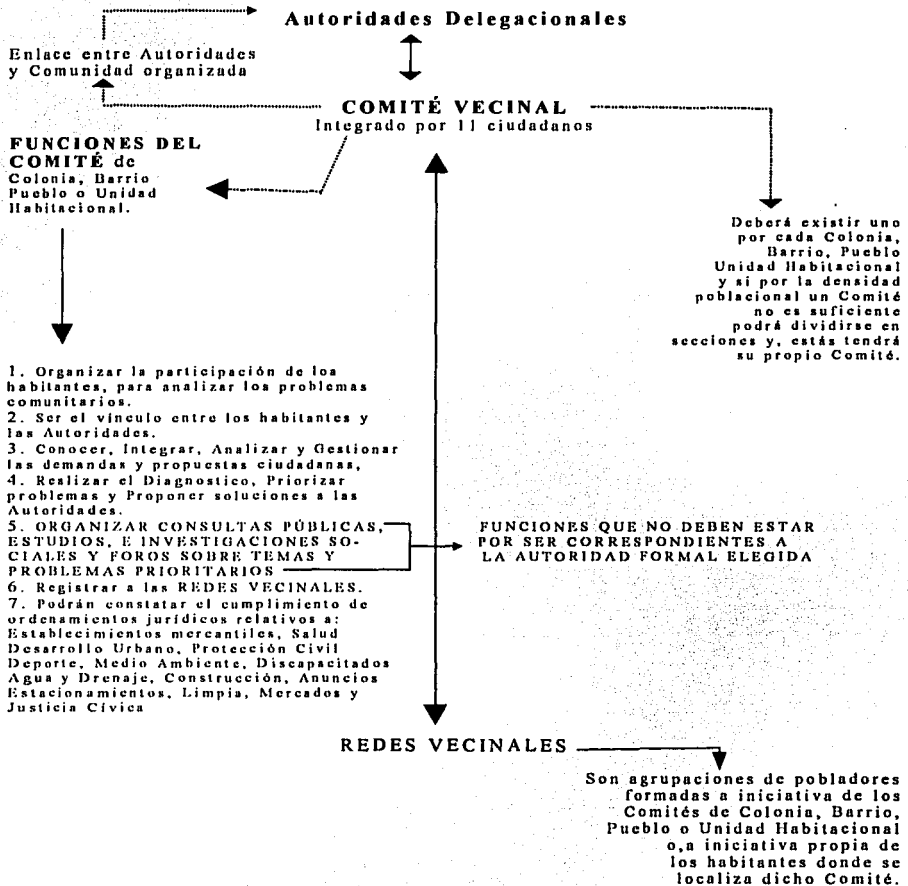 Autoridades Delegacionales
Enlace entre Autoridades
y Comunidad organizada
COMITÉ VECINAL
Integrado por 11 ciudadanos
FUNCIONES DEL
COMITÉ de
Colonia, Barrio
Pueblo o Unidad
Habitacional.
Deberá existir uno
por cada Colonia,
Barrio, Pueblo
Unidad Habitacional
y si por la densidad
poblacional un Comité
no es suficiente
podrá dividirse en
secciones y, estás tendrá
su propio Comité.
1. Organizar la participación de los
habitantes, para analizar los problemas
comunitarios.
2. Ser el vínculo entre los habitantes y
las Autoridades.
3. Conocer, Integrar, Analizar y Gestionar
las demandas y propuestas ciudadanas,
4. Realizar el Diagnostico, Priorizar
problemas y Proponer soluciones a las
Autoridades.
5. ORGANIZAR CONSULTAS PÚBLICAS,
ESTUDIOS, E INVESTIGACIONES SO-
CIALES Y FOROS SOBRE TEMAS Y
PROBLEMAS PRIORITARIOS
6. Registrar a las REDES VECINALES.
7. Podrán constatar el cumplimiento de
ordenamientos jurídicos relativos a:
Establecimientos mercantiles, Salud
Desarrollo Urbano, Protección Civil
Deporte, Medio Ambiente, Discapacitados
Agua y Drenaje, Construcción, Anuncios
Estacionamientos, Limpia, Mercados y
Justicia Cívica
FUNCIONES QUE NO DEBEN ESTAR
POR SER CORRESPONDIENTES A
LA AUTORIDAD FORMAL ELEGIDA
REDES VECINALES
Son agrupaciones de pobladores
formadas a iniciativa de los
Comités de Colonia, Barrio,
Pueblo o Unidad Habitacional
o,a iniciativa propia de
los habitantes donde se
localiza dicho Comité.